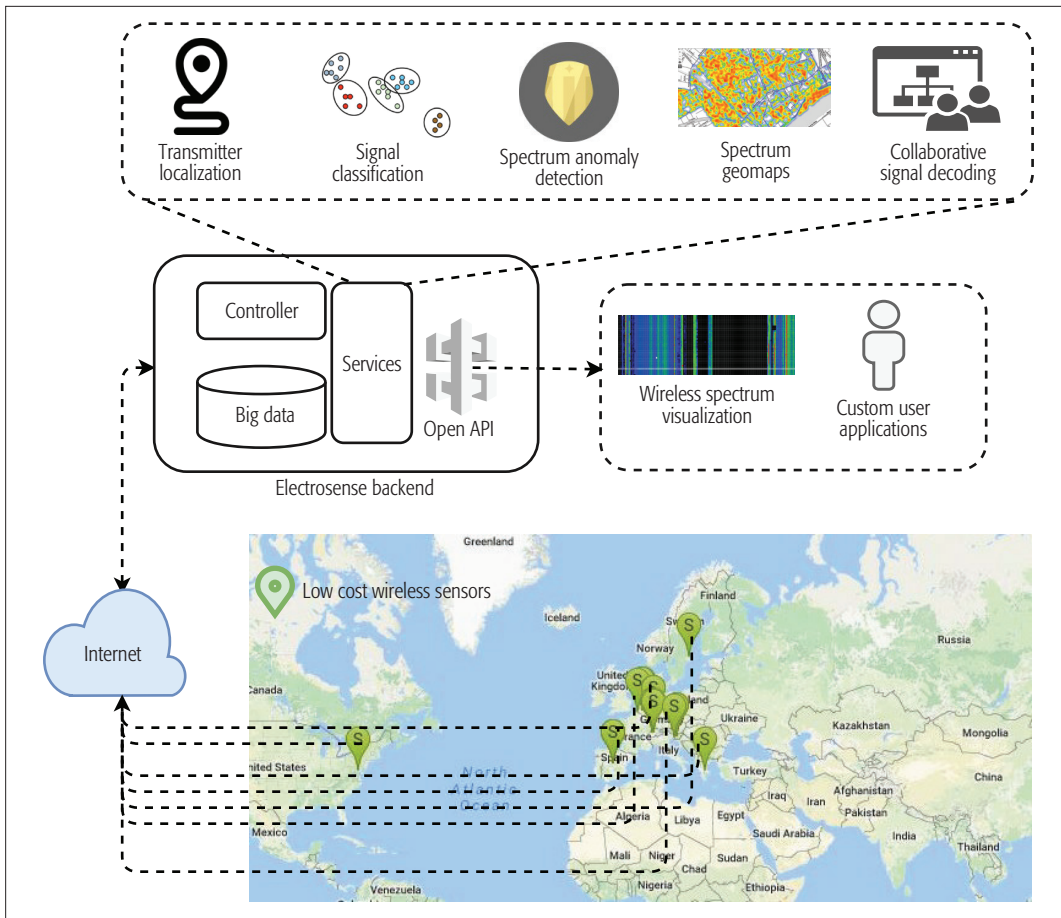 Transmitter
localization
Signal
classification
Spectrum anomaly
detection
Spectrum
geomaps
Collaborative
signal decoding
Controller
Services
Big data
Open API
Electrosense backend
Wireless spectrum
visualization
Custom user
applications
Internet
Low cost wireless sensors
Greenland
Iceland
Finland
Norway
Russia
United
Kingdom
Canada
Ukraine
Kazakhstan
Mongolia
Spain
Italy
nited States
Turkey
China
North
Atlantic
Ocean
Iraq
Iran
Afghanistan
Pakistan
Algeria
Libya
Egypt
Saudi Arabia
India
Mexico
Mali
Niger
Chad
Sudan
Thailand
Nigeria
Ethiopia
Venezuela
S
S
S
S
S
S
S